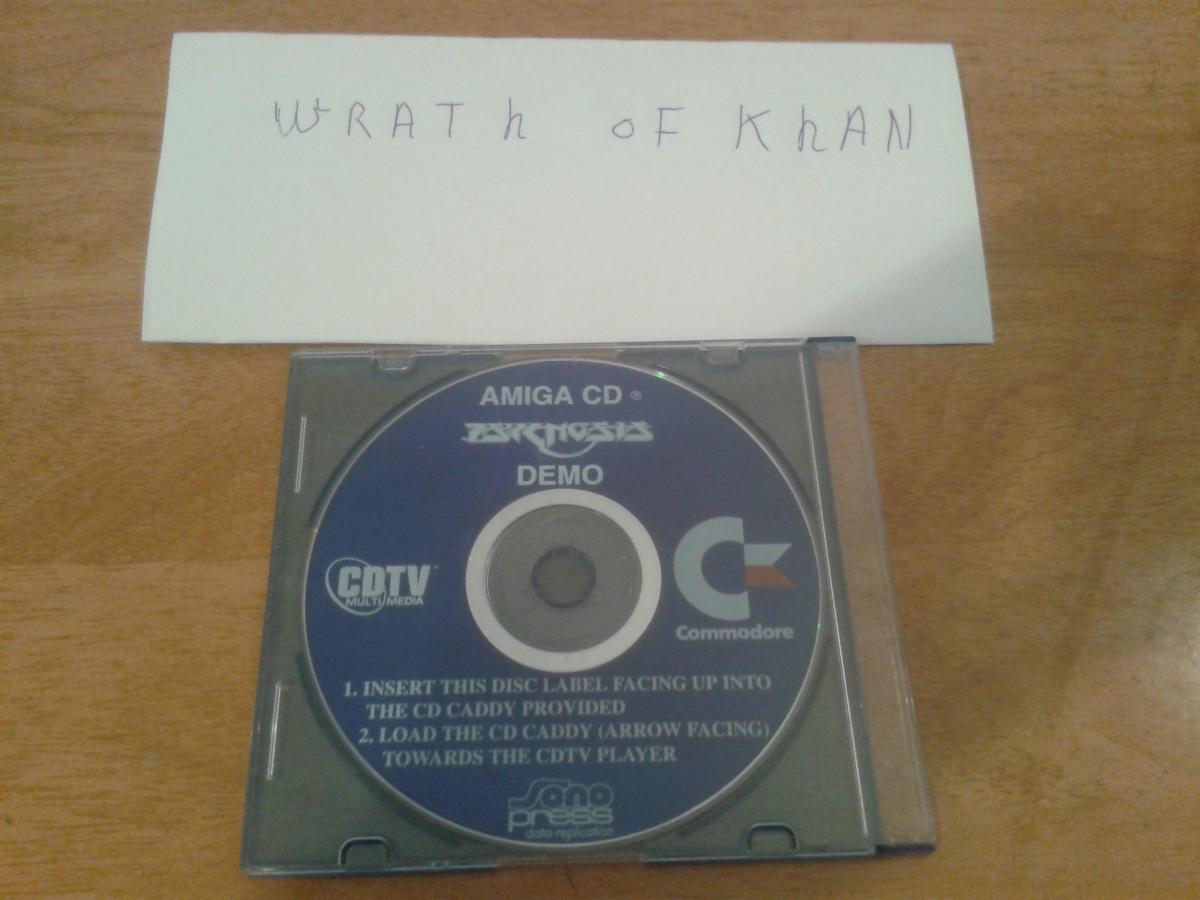 WRATh oF KhAN
AMIGA CD ®
PSYGNOSIS
DEMO
CDTV™
MULTI MEDIA
Commodore
1. INSERT THIS DISC LABEL FACING UP INTO
THE CD CADDY PROVIDED
2. LOAD THE CD CADDY (ARROW FACING)
TOWARDS THE CDTV PLAYER
Sono
press
data replication